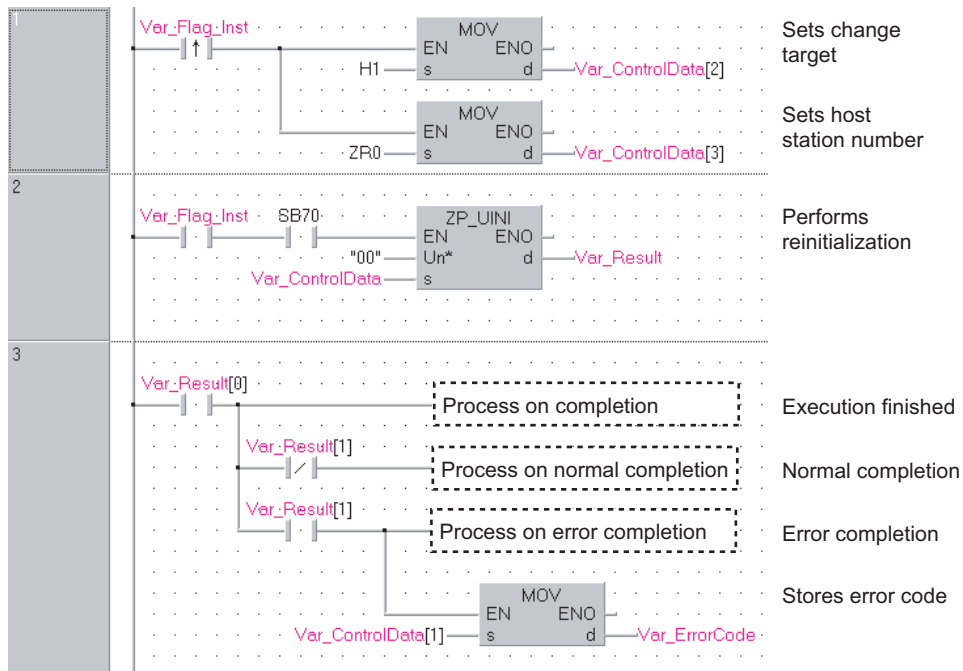 1
Var_Flag_Inst
MOV
EN ENO
H1 s d Var_ControlData[2]
Sets change
target
MOV
EN ENO
ZR0 s d Var_ControlData[3]
Sets host
station number
2
Var_Flag_Inst SB70
ZP_UINI
EN ENO
"00" Un* d Var_Result
Var_ControlData s
Performs
reinitialization
3
Var_Result[0]
Process on completion
Execution finished
Var_Result[1]
Process on normal completion
Normal completion
Var_Result[1]
Process on error completion
Error completion
MOV
EN ENO
Var_ControlData[1] s d Var_ErrorCode
Stores error code